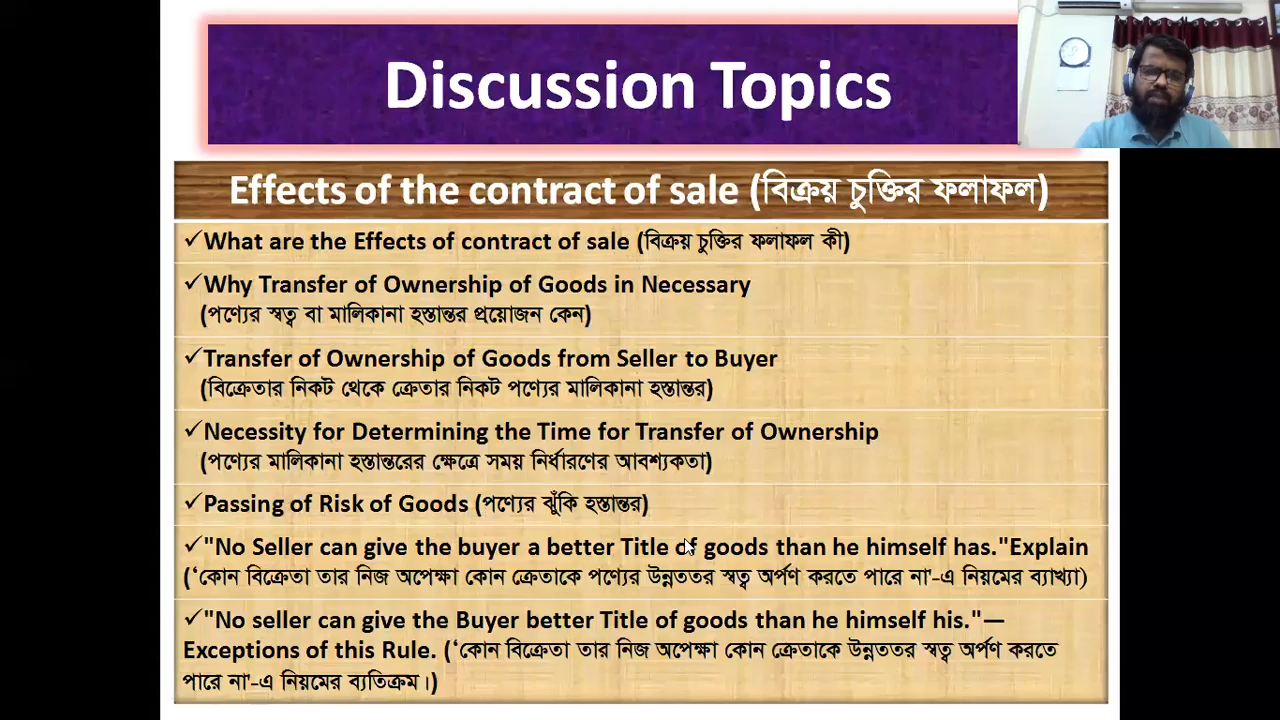 Discussion Topics
Effects of the contract of sale (বিক্রয় চুক্তির ফলাফল)
✓What are the Effects of contract of sale (বিক্রয় চুক্তির ফলাফল কী)
✓Why Transfer of Ownership of Goods in Necessary
(পণ্যের স্বত্ব বা মালিকানা হস্তান্তর প্রয়োজন কেন)
✓Transfer of Ownership of Goods from Seller to Buyer
(বিক্রেতার নিকট থেকে ক্রেতার নিকট পণ্যের মালিকানা হস্তান্তর)
✓Necessity for Determining the Time for Transfer of Ownership
(পণ্যের মালিকানা হস্তান্তরের ক্ষেত্রে সময় নির্ধারণের আবশ্যকতা)
✓Passing of Risk of Goods (পণ্যের ঝুঁকি হস্তান্তর)
✓"No Seller can give the buyer a better Title of goods than he himself has."Explain
(‘কোন বিক্রেতা তার নিজ অপেক্ষা কোন ক্রেতাকে পণ্যের উন্নততর স্বত্ব অর্পণ করতে পারে না'-এ নিয়মের ব্যাখ্যা)
✓"No seller can give the Buyer better Title of goods than he himself his."—
Exceptions of this Rule. (‘কোন বিক্রেতা তার নিজ অপেক্ষা কোন ক্রেতাকে উন্নততর স্বত্ব অর্পণ করতে
পারে না'-এ নিয়মের ব্যতিক্রম।)